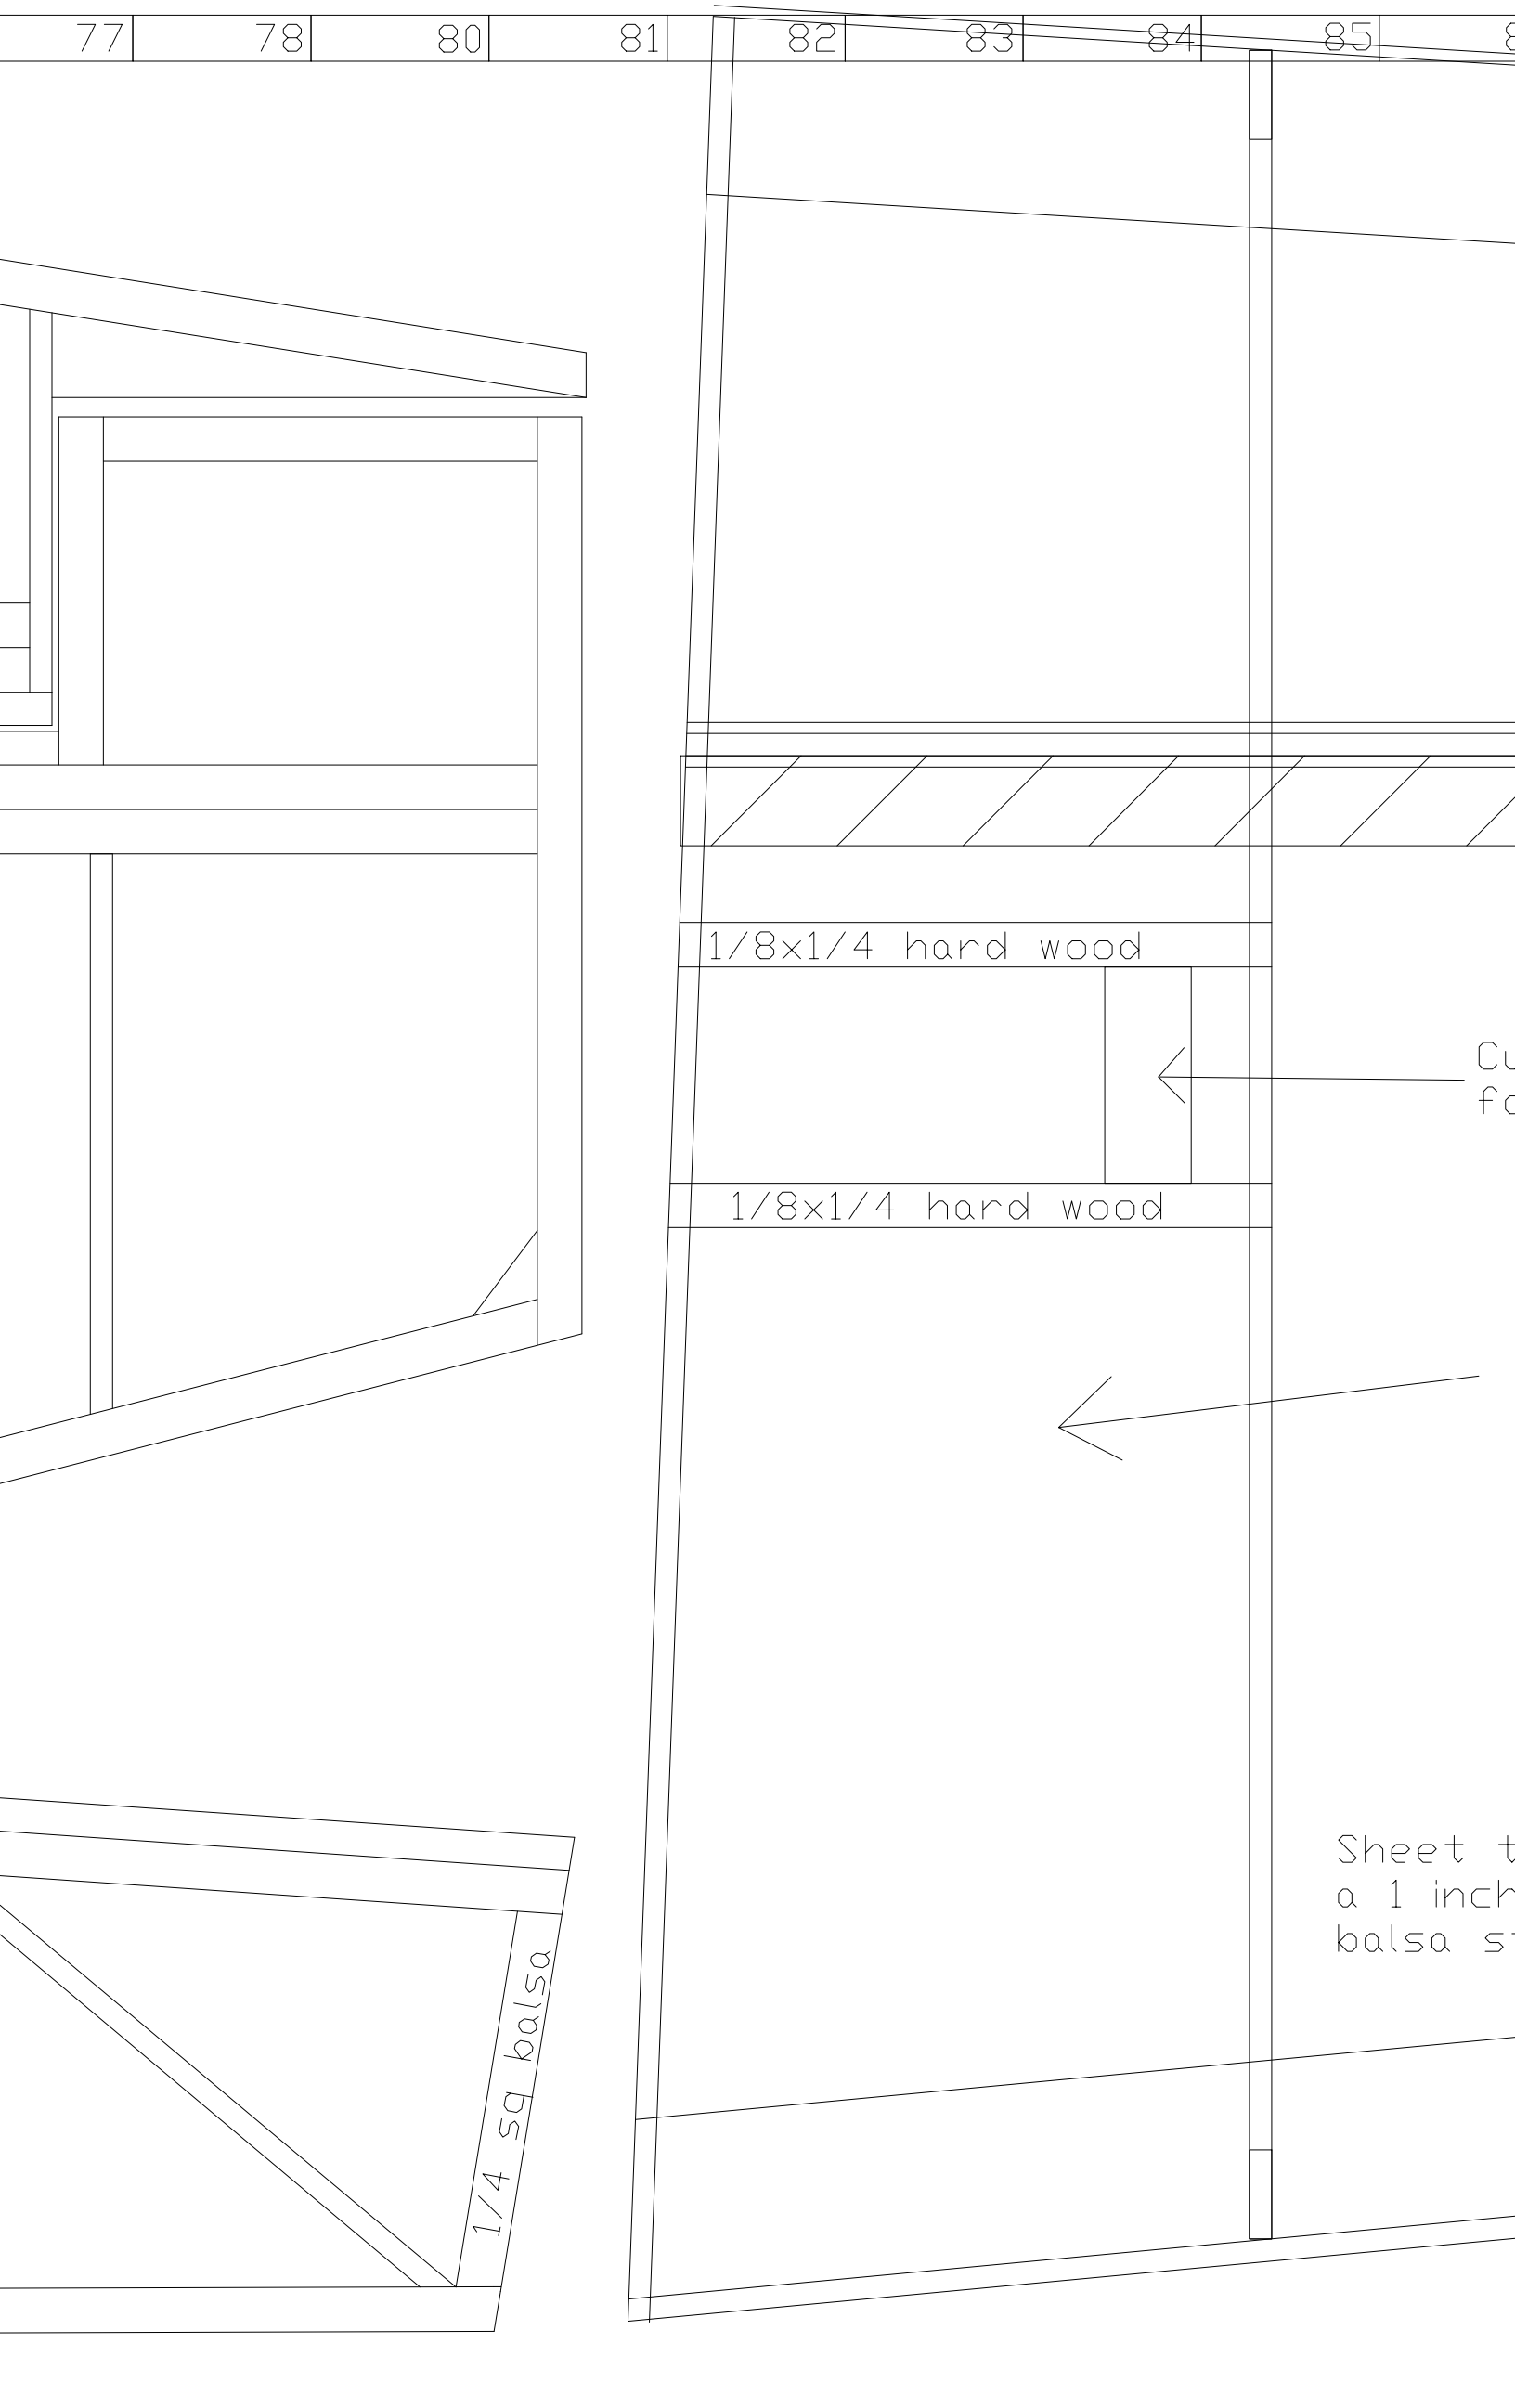 77 78 80 81 82 83 84 85
1/8x1/4 hard wood
1/8x1/4 hard wood
Sheet
a 1 inch
balsa
1/4 sq balsa